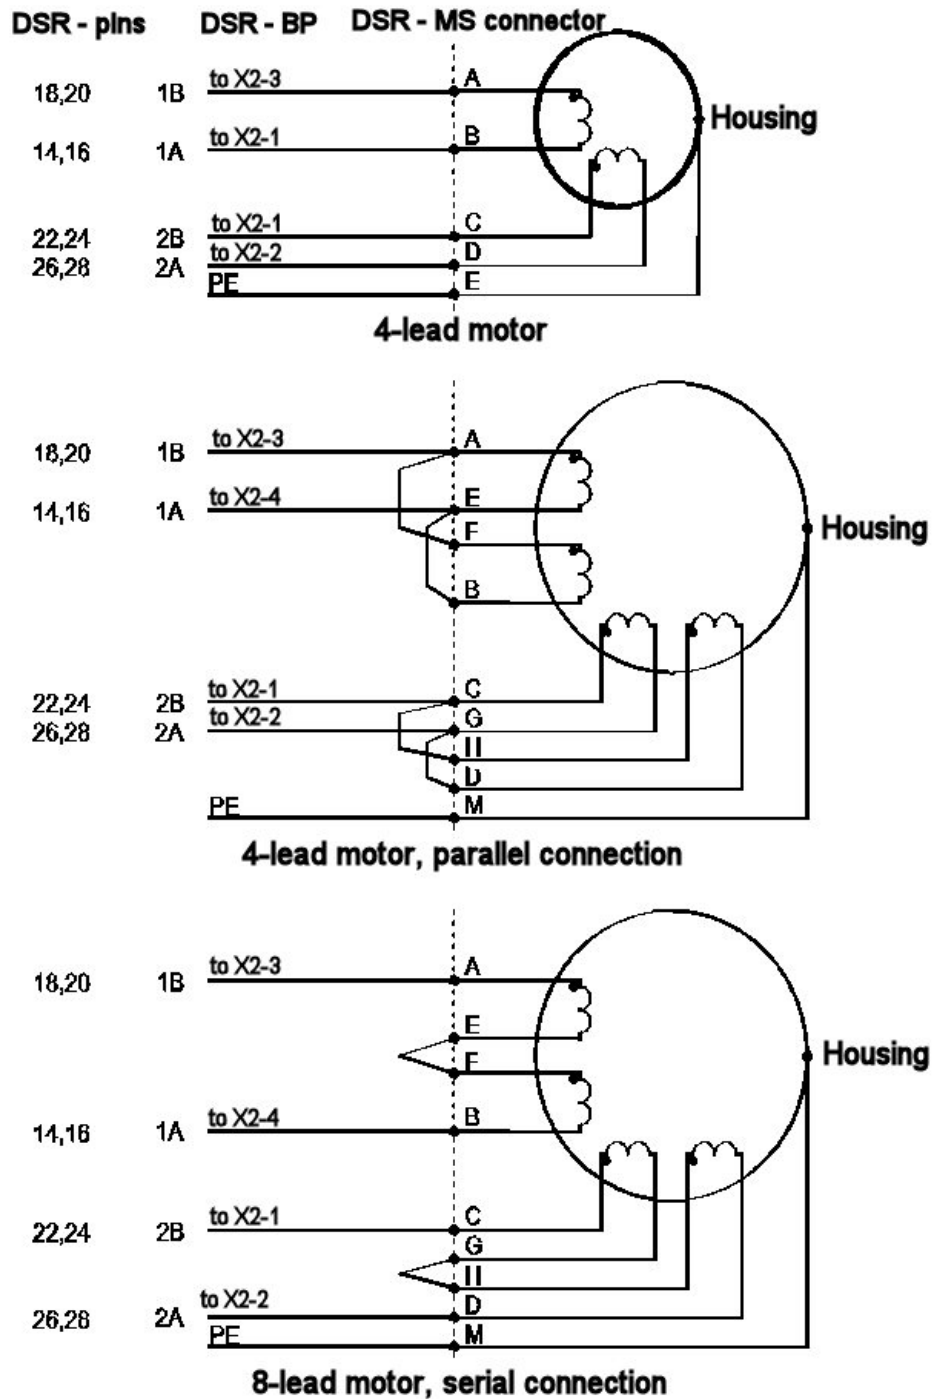 DSR - pins DSR - BP DSR - MS connector
18,20 1B to X2-3 A
Housing
14,16 1A to X2-1 B
22,24 2B to X2-1 C
26,28 2A to X2-2 D
PE E
4-lead motor
18,20 1B to X2-3 A
14,16 1A to X2-4 E
Housing
F
B
22,24 2B to X2-1 C
26,28 2A to X2-2 G
H
D
PE M
4-lead motor, parallel connection
18,20 1B to X2-3 A
E
Housing
F
14,16 1A to X2-4 B
22,24 2B to X2-1 C
G
H
26,28 2A to X2-2 D
PE M
8-lead motor, serial connection